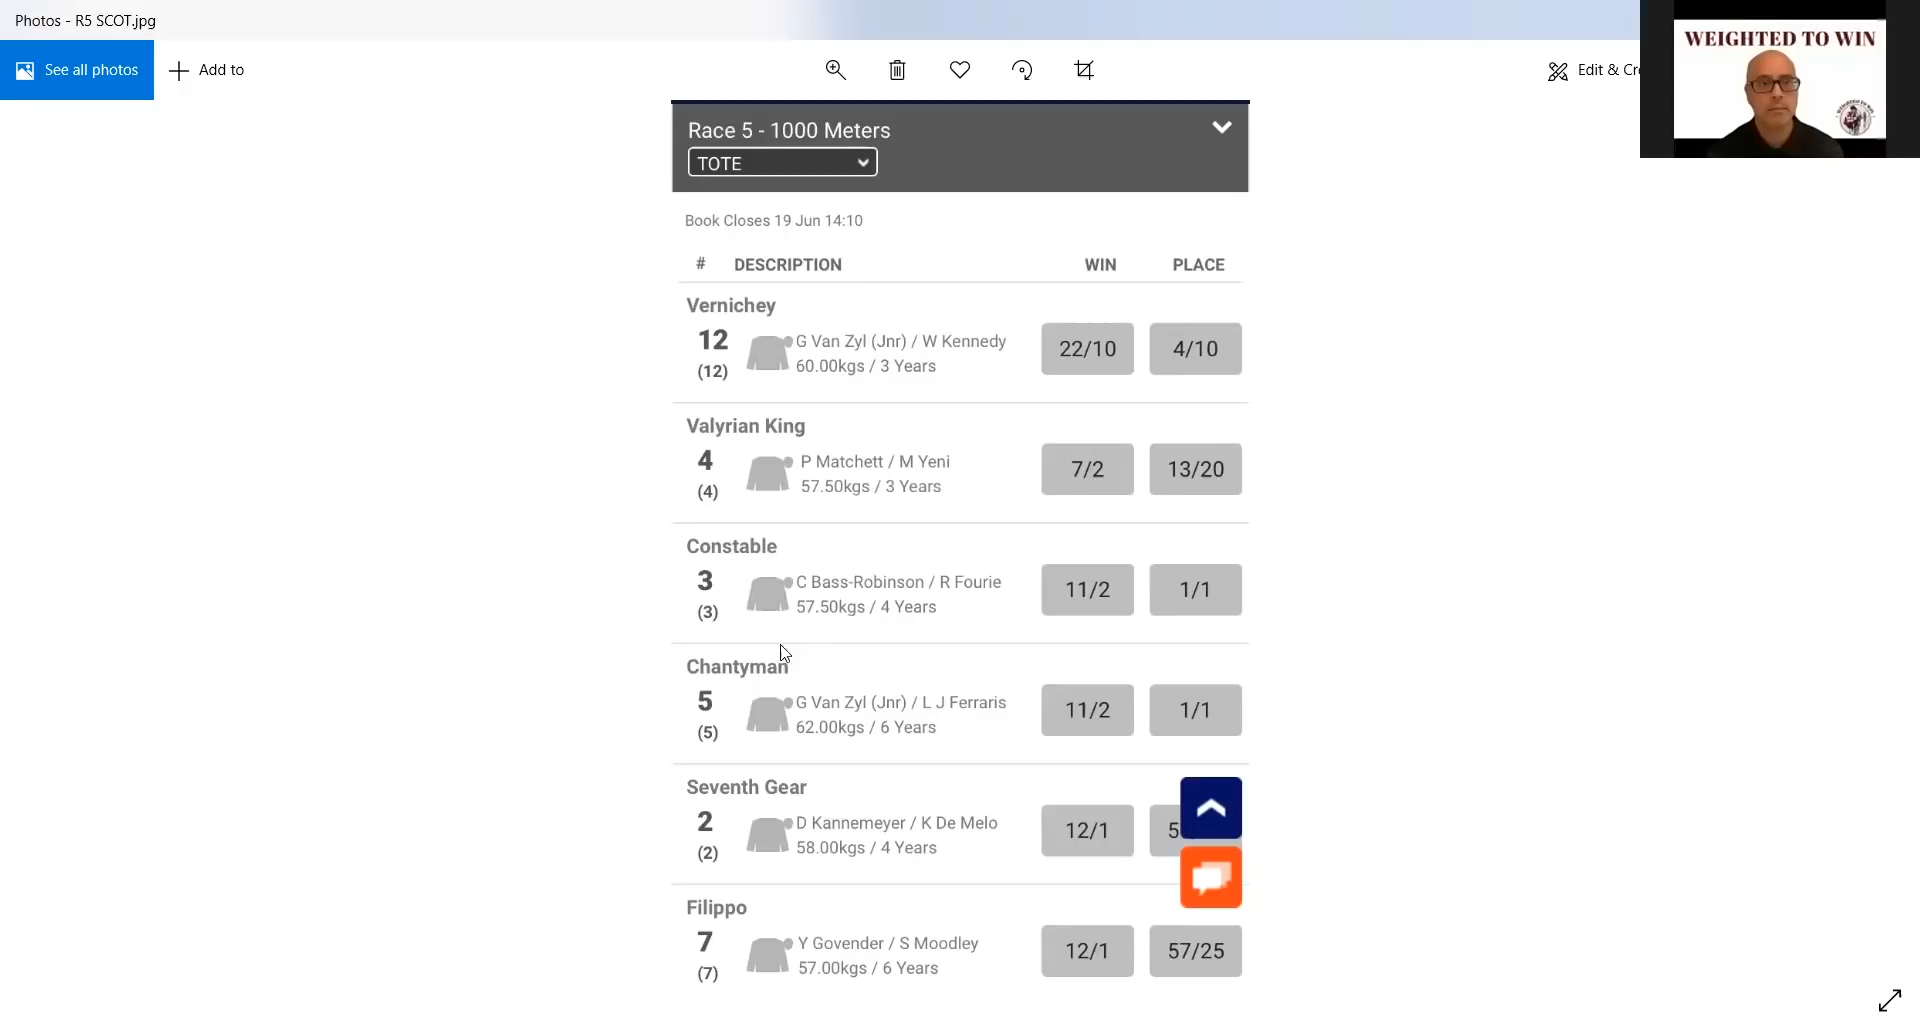 Photos - R5 SCOT.jpg
See all photos
Add to
WEIGHTED TO WIN
Race 5 - 1000 Meters
TOTE
Book Closes 19 Jun 14:10
# DESCRIPTION WIN PLACE
Vernichey
12 G Van Zyl (Jnr) / W Kennedy 22/10 4/10
(12) 60.00kgs / 3 Years
Valyrian King
4 P Matchett / M Yeni 7/2 13/20
(4) 57.50kgs / 3 Years
Constable
3 C Bass-Robinson / R Fourie 11/2 1/1
(3) 57.50kgs / 4 Years
Chantyman
5 G Van Zyl (Jnr) / L J Ferraris 11/2 1/1
(5) 62.00kgs / 6 Years
Seventh Gear
2 D Kannemeyer / K De Melo 12/1
(2) 58.00kgs / 4 Years
Filippo
7 Y Govender / S Moodley 12/1 57/25
(7) 57.00kgs / 6 Years
Edit &